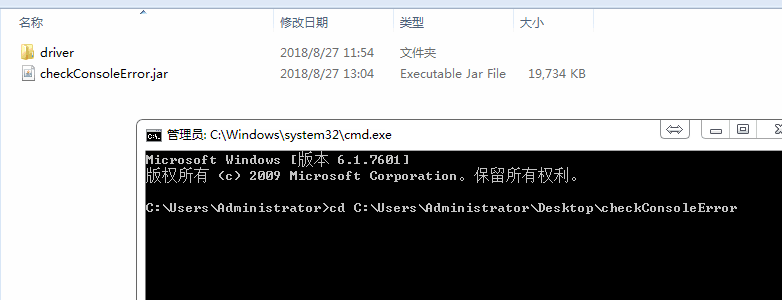 名称 修改日期 类型 大小
driver 2018/8/27 11:54 文件夹
checkConsoleError.jar 2018/8/27 13:04 Executable Jar File 19,734 KB
管理员: C:\Windows\system32\cmd.exe
Microsoft Windows [版本 6.1.7601]
版权所有 (c) 2009 Microsoft Corporation。保留所有权利。
C:\Users\Administrator>cd C:\Users\Administrator\Desktop\checkConsoleError